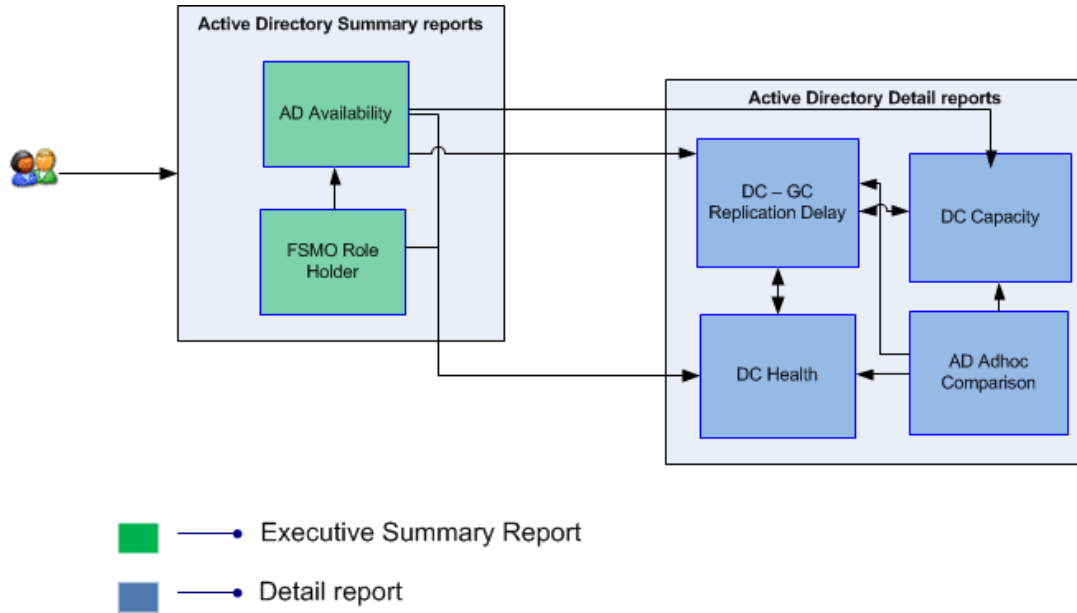 Active Directory Summary reports
AD Availability
FSMO Role
Holder
Active Directory Detail reports
DC – GC
Replication Delay
DC Capacity
DC Health
AD Adhoc
Comparison
Executive Summary Report
Detail report